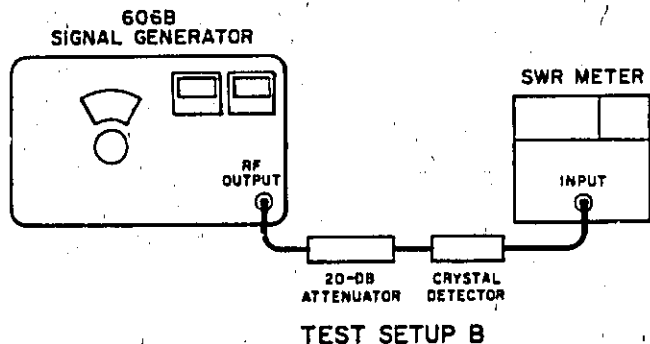 606B
SIGNAL GENERATOR
SWR METER
RF
OUTPUT
INPUT
20-DB
ATTENUATOR
CRYSTAL
DETECTOR
TEST SETUP B